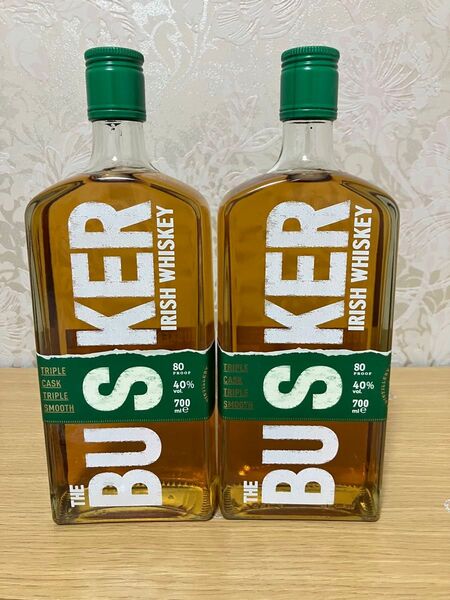 THE BUSKER
IRISH WHISKEY
TRIPLE
CASK
TRIPLE
SMOOTH
80
PROOF
40%
vol.
700
ml e
THE BUSKER
IRISH WHISKEY
TRIPLE
CASK
TRIPLE
SMOOTH
80
PROOF
40%
vol.
700
ml e